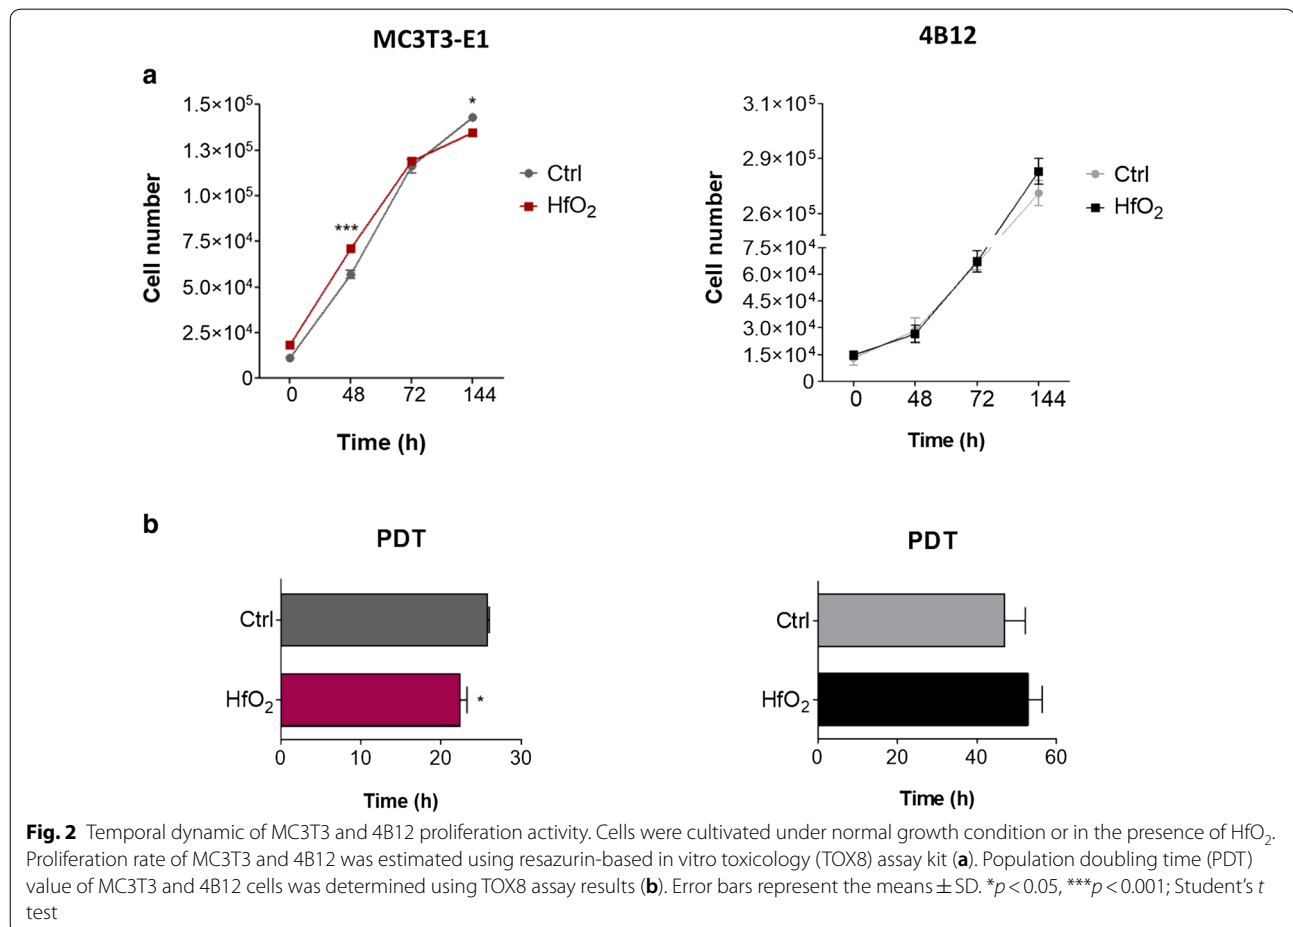 MC3T3-E1
4B12
a
1.5×10⁵
1.3×10⁵
1.0×10⁵
7.5×10⁴
5.0×10⁴
2.5×10⁴
0
Cell number
***
*
Ctrl
HfO₂
0 48 72 144
Time (h)
3.1×10⁵
2.9×10⁵
2.6×10⁵
7.5×10⁴
6.0×10⁴
4.5×10⁴
3.0×10⁴
1.5×10⁴
0
Cell number
Ctrl
HfO₂
0 48 72 144
Time (h)
b
PDT
Ctrl
HfO₂
*
0 10 20 30
Time (h)
PDT
Ctrl
HfO₂
0 20 40 60
Time (h)
Fig. 2 Temporal dynamic of MC3T3 and 4B12 proliferation activity. Cells were cultivated under normal growth condition or in the presence of HfO₂.
Proliferation rate of MC3T3 and 4B12 was estimated using resazurin-based in vitro toxicology (TOX8) assay kit (a). Population doubling time (PDT)
value of MC3T3 and 4B12 cells was determined using TOX8 assay results (b). Error bars represent the means ± SD. *p < 0.05, ***p < 0.001; Student's t
test